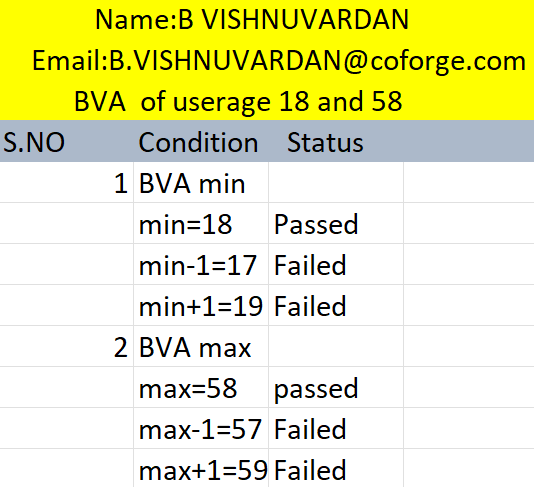 Name:B VISHNUVARDAN
Email:B.VISHNUVARDAN@coforge.com
BVA  of userage 18 and 58
S.NO Condition Status
1 BVA min
min=18 Passed
min-1=17 Failed
min+1=19 Failed
2 BVA max
max=58 passed
max-1=57 Failed
max+1=59 Failed